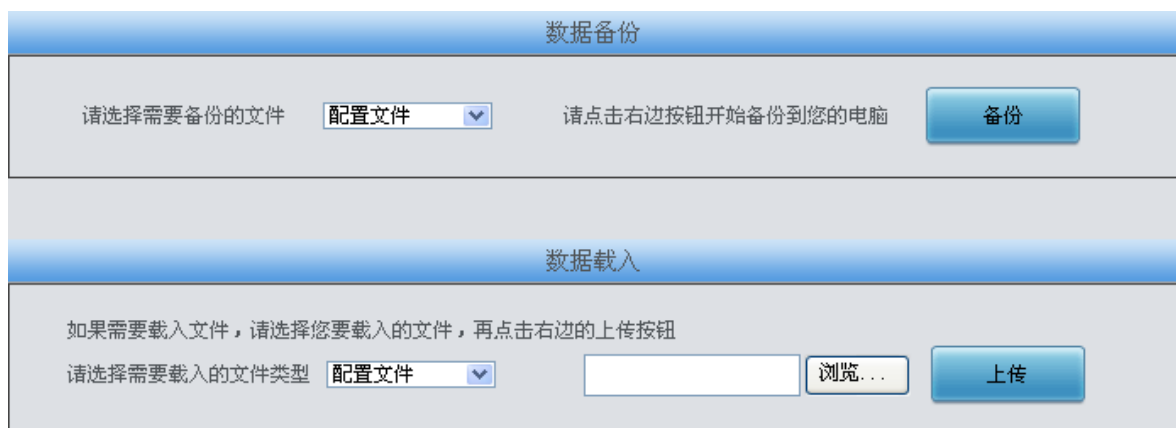 数据备份
请选择需要备份的文件 配置文件 请点击右边按钮开始备份到您的电脑 备份
数据载入
如果需要载入文件，请选择您要载入的文件，再点击右边的上传按钮
请选择需要载入的文件类型 配置文件 浏览... 上传